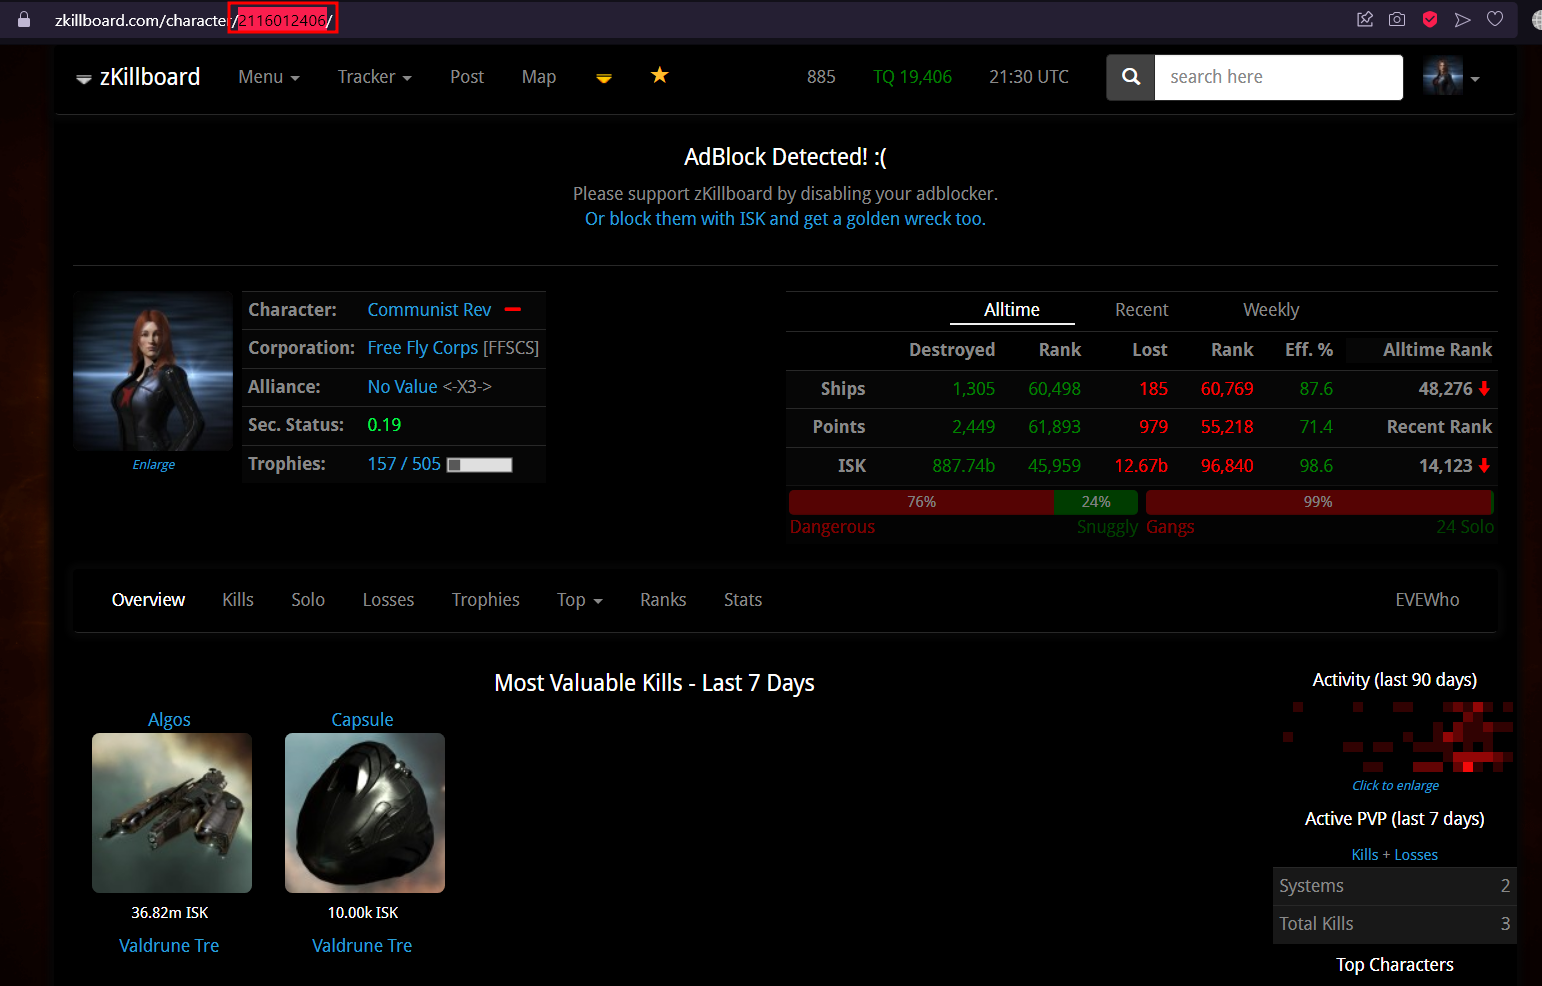 zkillboard.com/character/2116012406/
zKillboard Menu Tracker Post Map 885 TQ 19,406 21:30 UTC search here
AdBlock Detected! :(
Please support zKillboard by disabling your adblocker.
Or block them with ISK and get a golden wreck too.
Enlarge
Character: Communist Rev
Corporation: Free Fly Corps [FFSCS]
Alliance: No Value <-X3->
Sec. Status: 0.19
Trophies: 157 / 505
Alltime Recent Weekly
Destroyed Rank Lost Rank Eff. % Alltime Rank
Ships 1,305 60,498 185 60,769 87.6 48,276
Points 2,449 61,893 979 55,218 71.4 Recent Rank
ISK 887.74b 45,959 12.67b 96,840 98.6 14,123
76% 24% 99%
Dangerous Snuggly Gangs 24 Solo
Overview Kills Solo Losses Trophies Top Ranks Stats EVEWho
Most Valuable Kills - Last 7 Days
Algos
36.82m ISK
Valdrune Tre
Capsule
10.00k ISK
Valdrune Tre
Activity (last 90 days)
Click to enlarge
Active PVP (last 7 days)
Kills + Losses
Systems 2
Total Kills 3
Top Characters